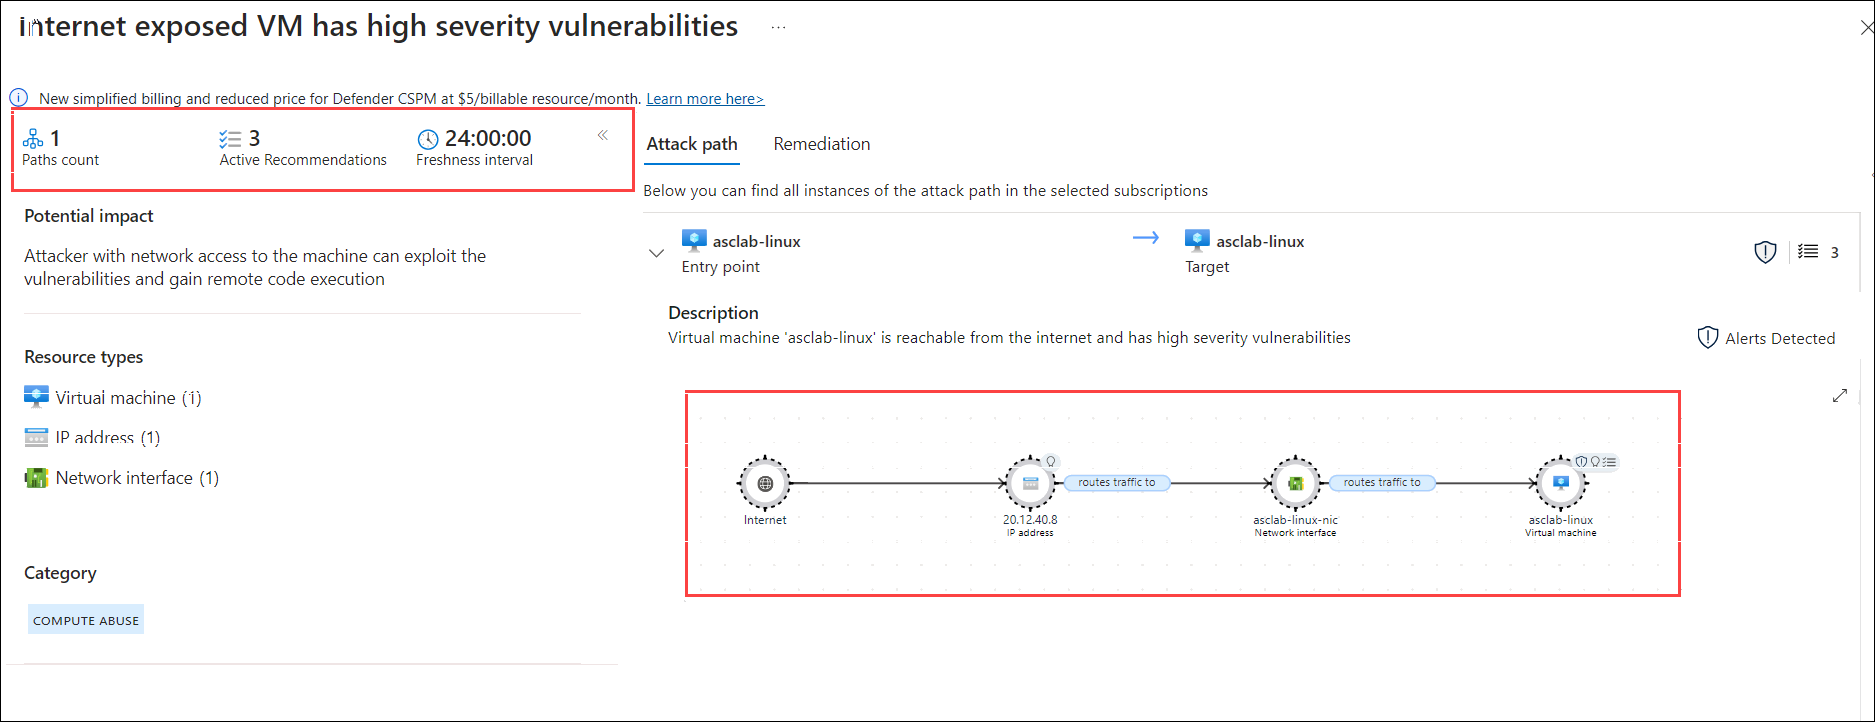 Internet exposed VM has high severity vulnerabilities ...
New simplified billing and reduced price for Defender CSPM at $5/billable resource/month. Learn more here>
1
Paths count
3
Active Recommendations
24:00:00
Freshness interval
Potential impact
Attacker with network access to the machine can exploit the
vulnerabilities and gain remote code execution
Resource types
Virtual machine (1)
IP address (1)
Network interface (1)
Category
COMPUTE ABUSE
Attack path
Remediation
Below you can find all instances of the attack path in the selected subscriptions
asclab-linux
Entry point
asclab-linux
Target
3
Description
Virtual machine 'asclab-linux' is reachable from the internet and has high severity vulnerabilities
Alerts Detected
Internet
20.12.40.8
IP address
routes traffic to
asclab-linux-nic
Network interface
routes traffic to
asclab-linux
Virtual machine